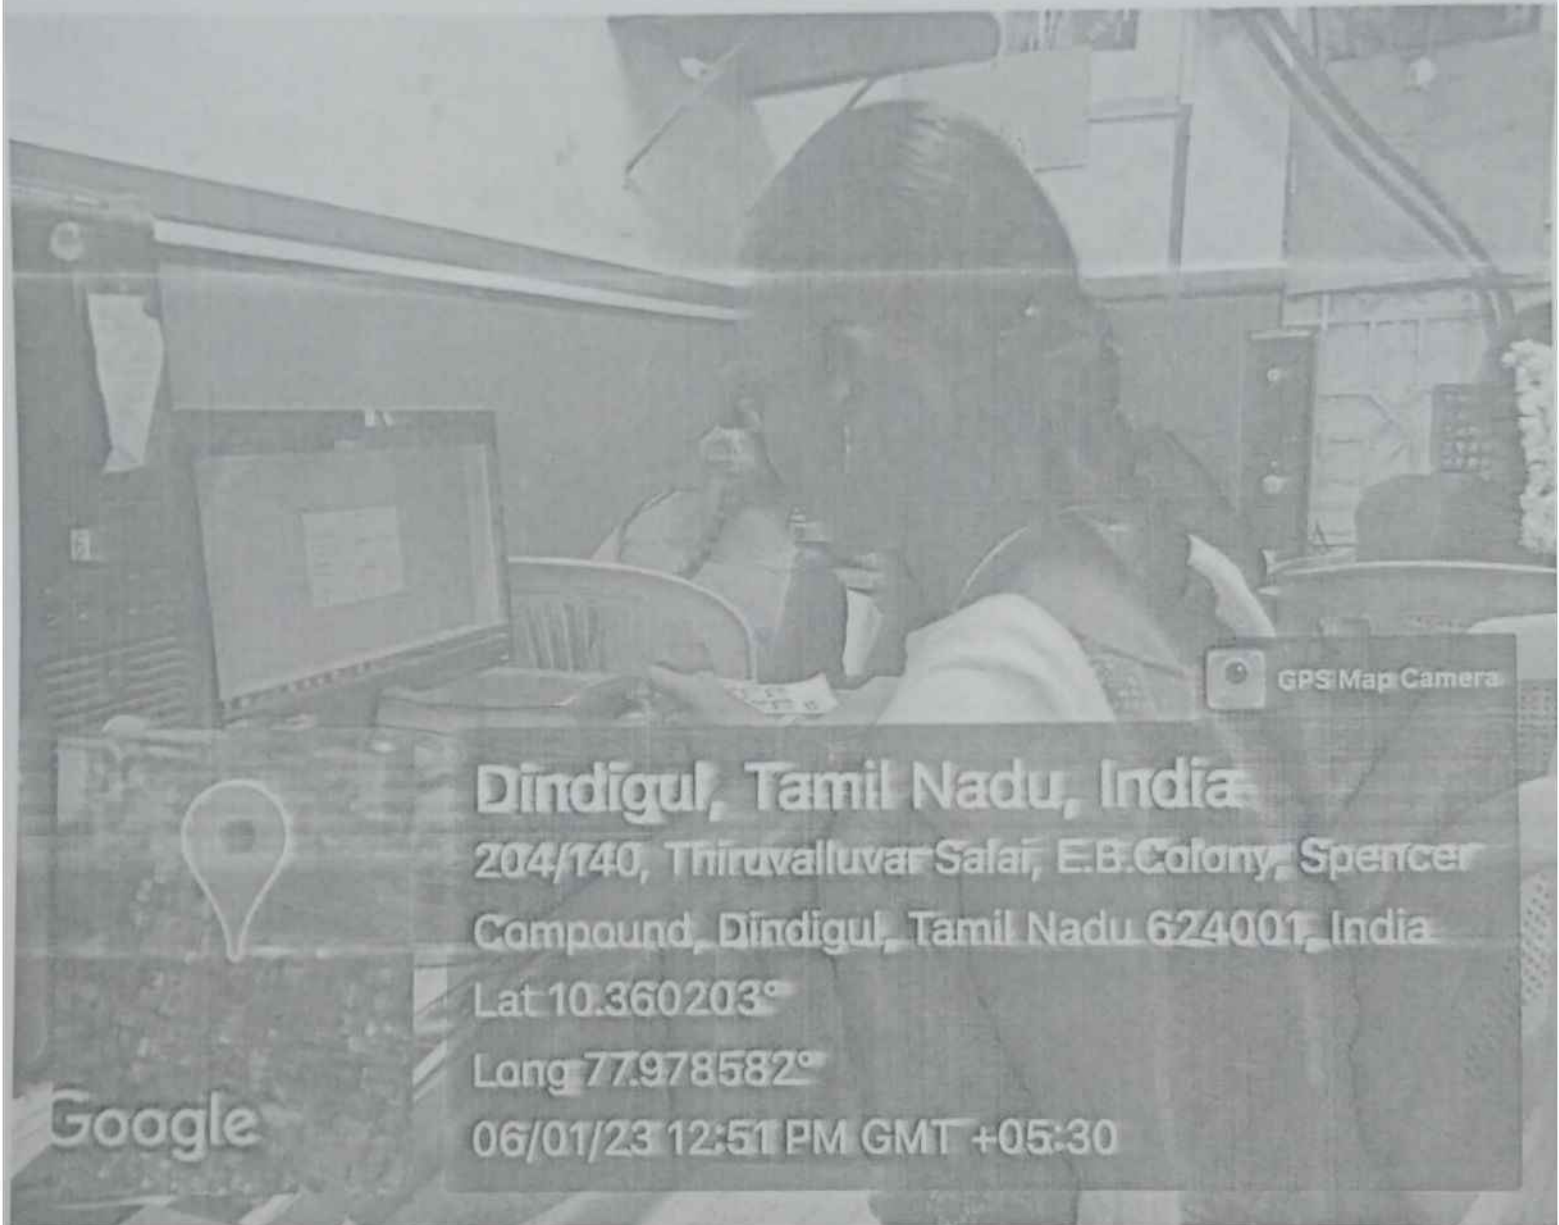 GPS Map Camera
Dindigul, Tamil Nadu, India
204/140, Thiruvalluvar Salai, E.B.Colony, Spencer
Compound, Dindigul, Tamil Nadu 624001, India
Lat 10.360203°
Long 77.978582°
06/01/23 12:51 PM GMT +05:30
Google